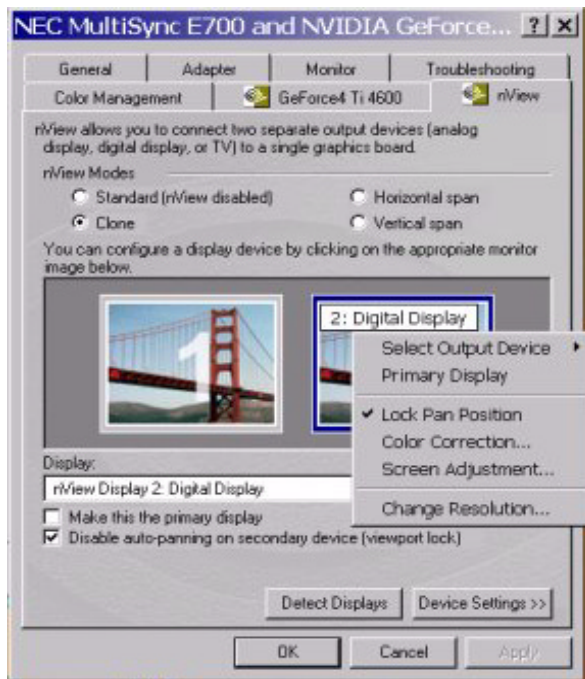 NEC MultiSync E700 and NVIDIA GeForce...
General Adapter Monitor Troubleshooting
Color Management GeForce4 Ti 4600 nView
nView allows you to connect two separate output devices (analog
display, digital display, or TV) to a single graphics board.
nView Modes
Standard (nView disabled) Horizontal span
Clone Vertical span
You can configure a display device by clicking on the appropriate monitor
image below.
1
2: Digital Display
Select Output Device
Primary Display
Lock Pan Position
Color Correction...
Screen Adjustment...
Change Resolution...
Display:
nView Display 2: Digital Display
Make this the primary display
Disable auto-panning on secondary device (viewport lock)
Detect Displays Device Settings >>
OK Cancel Apply